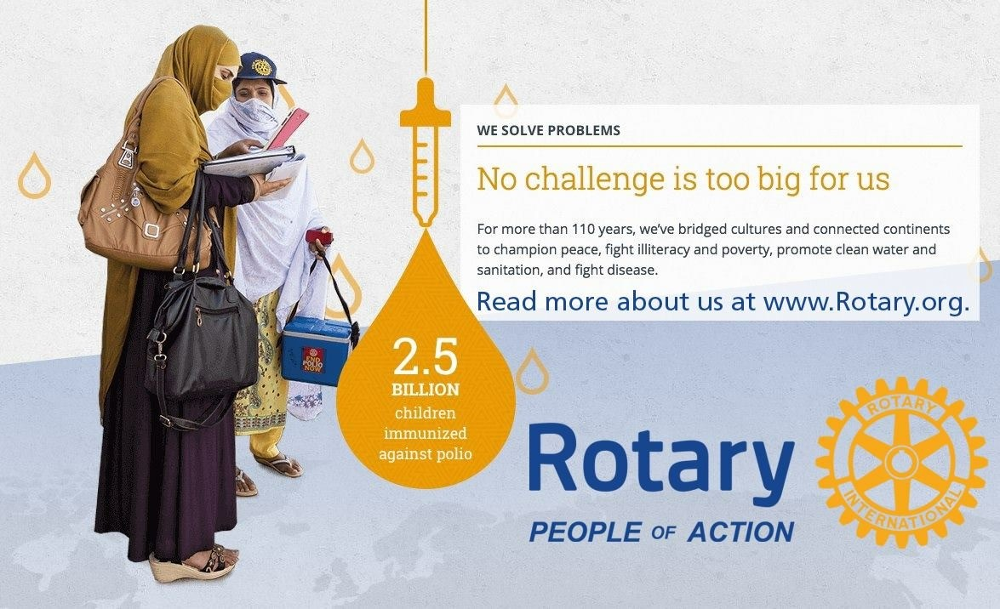 WE SOLVE PROBLEMS
No challenge is too big for us
For more than 110 years, we’ve bridged cultures and connected continents
to champion peace, fight illiteracy and poverty, promote clean water and
sanitation, and fight disease.
Read more about us at www.Rotary.org.
END
POLIO
NOW
2.5
BILLION
children
immunized
against polio
Rotary
PEOPLE OF ACTION
ROTARY
INTERNATIONAL